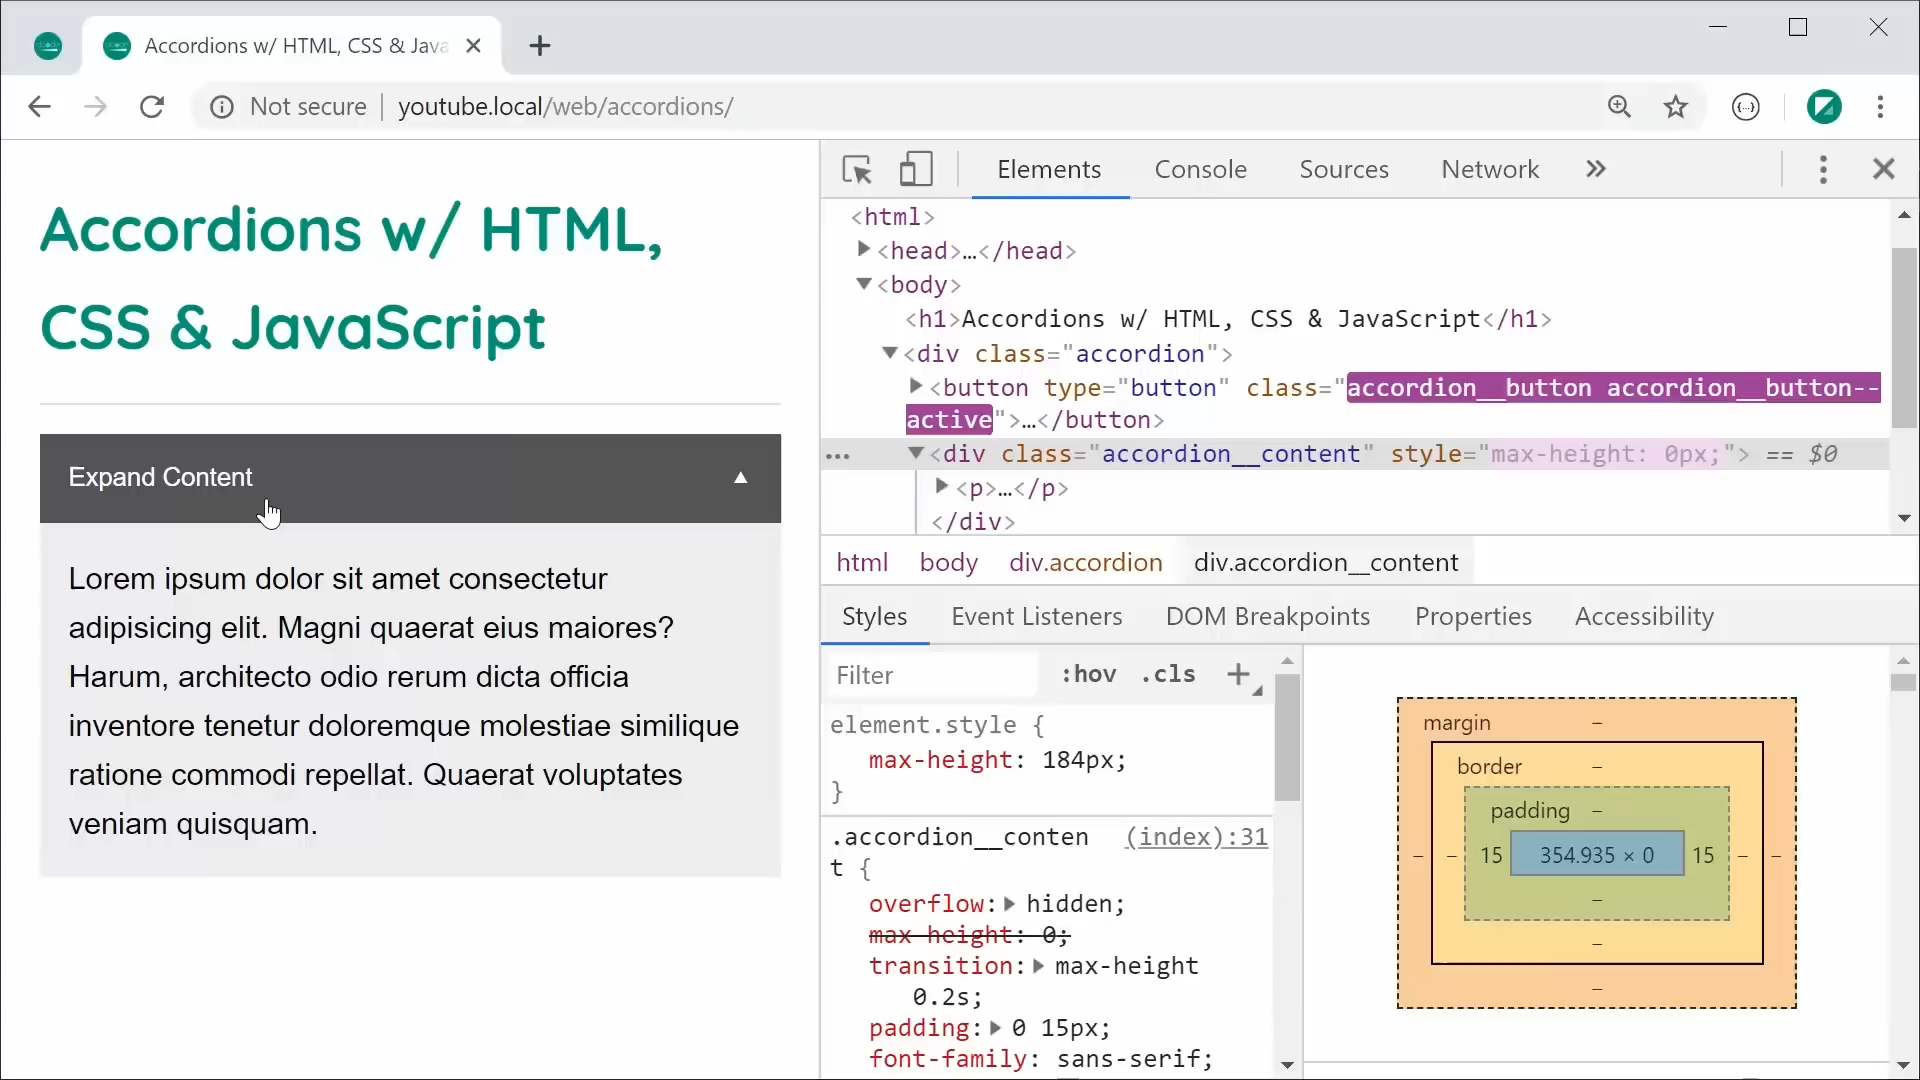 Accordions w/ HTML, CSS & Java
Not secure
youtube.local/web/accordions/
Accordions w/ HTML,
CSS & JavaScript
Expand Content ▲
Lorem ipsum dolor sit amet consectetur
adipisicing elit. Magni quaerat eius maiores?
Harum, architecto odio rerum dicta officia
inventore tenetur doloremque molestiae similique
ratione commodi repellat. Quaerat voluptates
veniam quisquam.
Elements Console Sources Network »
<html>
<head>…</head>
<body>
<h1>Accordions w/ HTML, CSS & JavaScript</h1>
<div class="accordion">
<button type="button" class="accordion__button accordion__button--
active">…</button>
<div class="accordion__content" style="max-height: 0px;"> == $0
<p>…</p>
</div>
html body div.accordion div.accordion__content
Styles Event Listeners DOM Breakpoints Properties Accessibility
Filter :hov .cls +
element.style {
max-height: 184px;
}
.accordion__conten (index):31
t {
overflow: hidden;
max-height: 0;
transition: max-height
0.2s;
padding: 0 15px;
font-family: sans-serif;
margin –
border –
padding –
– – 15 354.935 × 0 15 – –
–
–
–